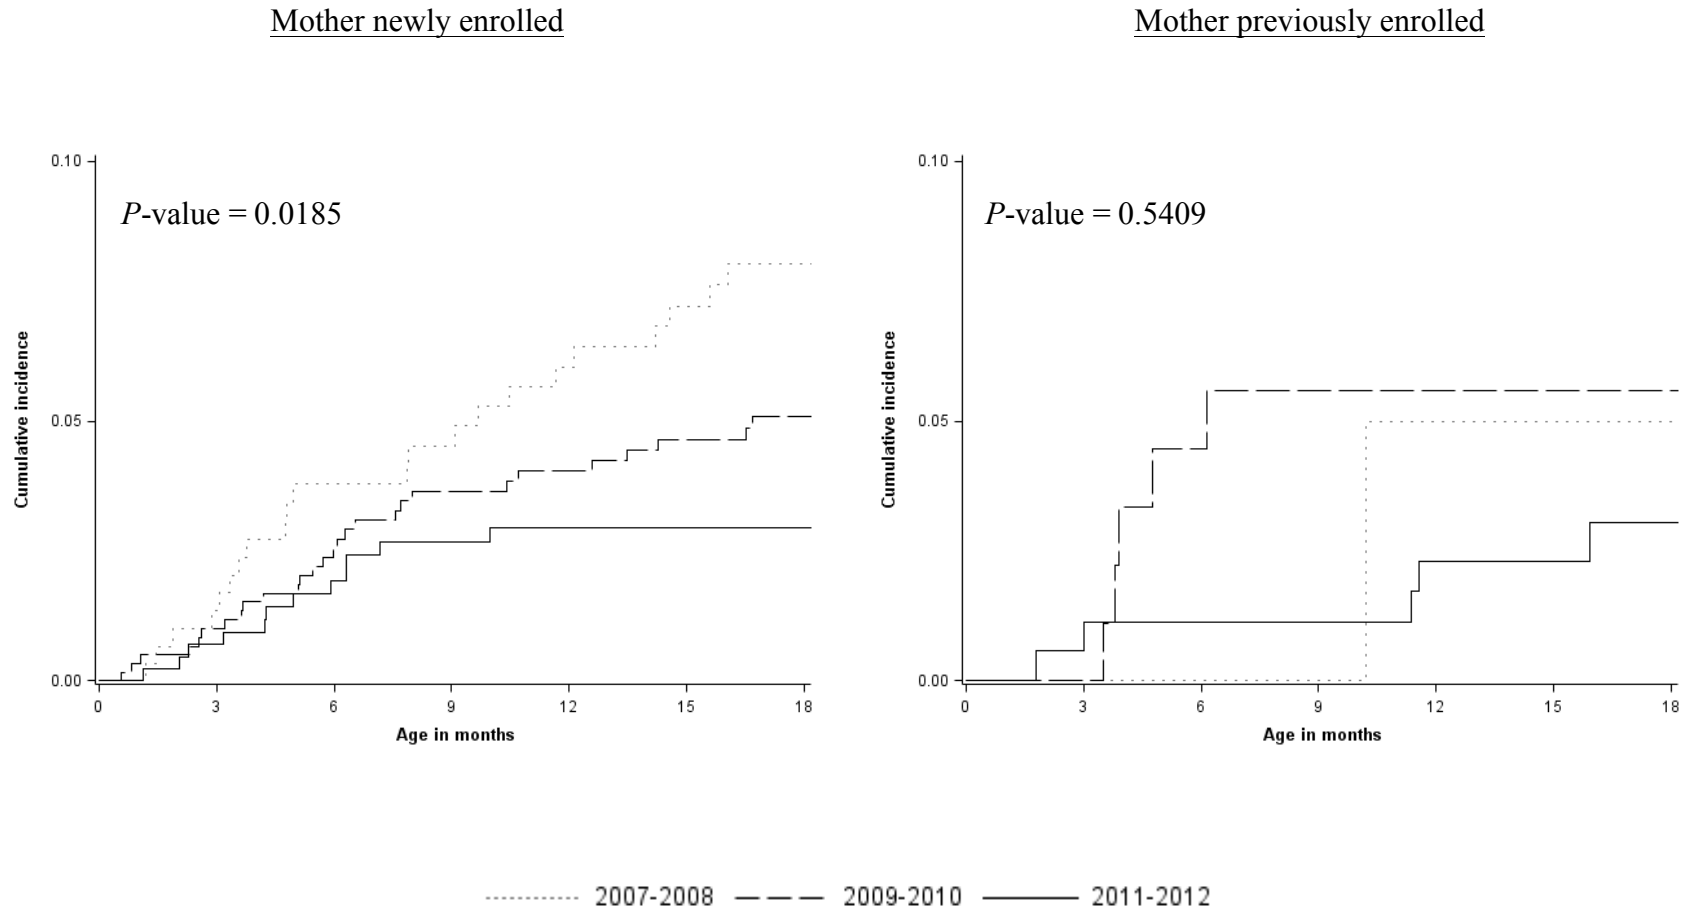 Mother newly enrolled
Mother previously enrolled
0.10
P-value = 0.0185
Cumulative incidence
0.05
0.00
0 3 6 9 12 15 18
Age in months
0.10
P-value = 0.5409
Cumulative incidence
0.05
0.00
0 3 6 9 12 15 18
Age in months
2007-2008 2009-2010 2011-2012